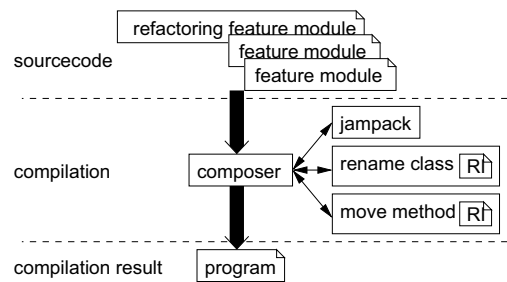 refactoring feature module
feature module
sourcecode
feature module
jampack
compilation
composer
rename class RI
move method RI
compilation result
program